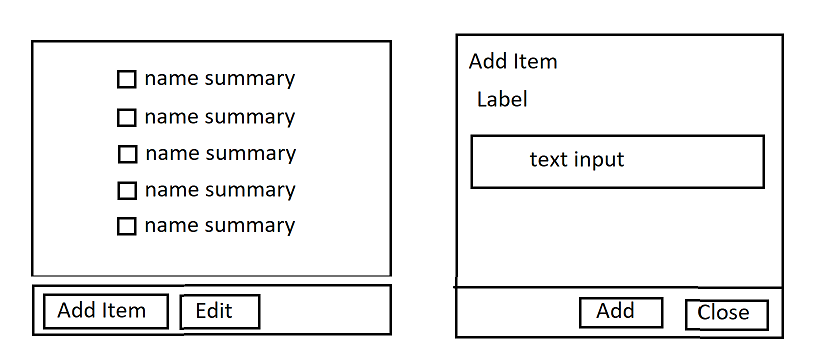 name summary
name summary
name summary
name summary
name summary
Add Item Edit
Add Item
Label
text input
Add Close